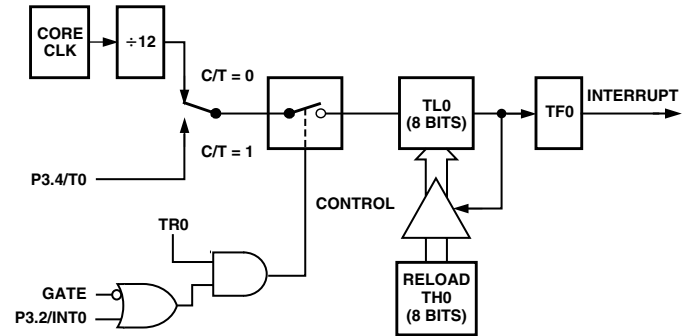 CORE
CLK
÷12
C/T = 0
C/T = 1
P3.4/T0
TL0
(8 BITS)
TF0
INTERRUPT
CONTROL
TR0
GATE
P3.2/INT0
RELOAD
TH0
(8 BITS)